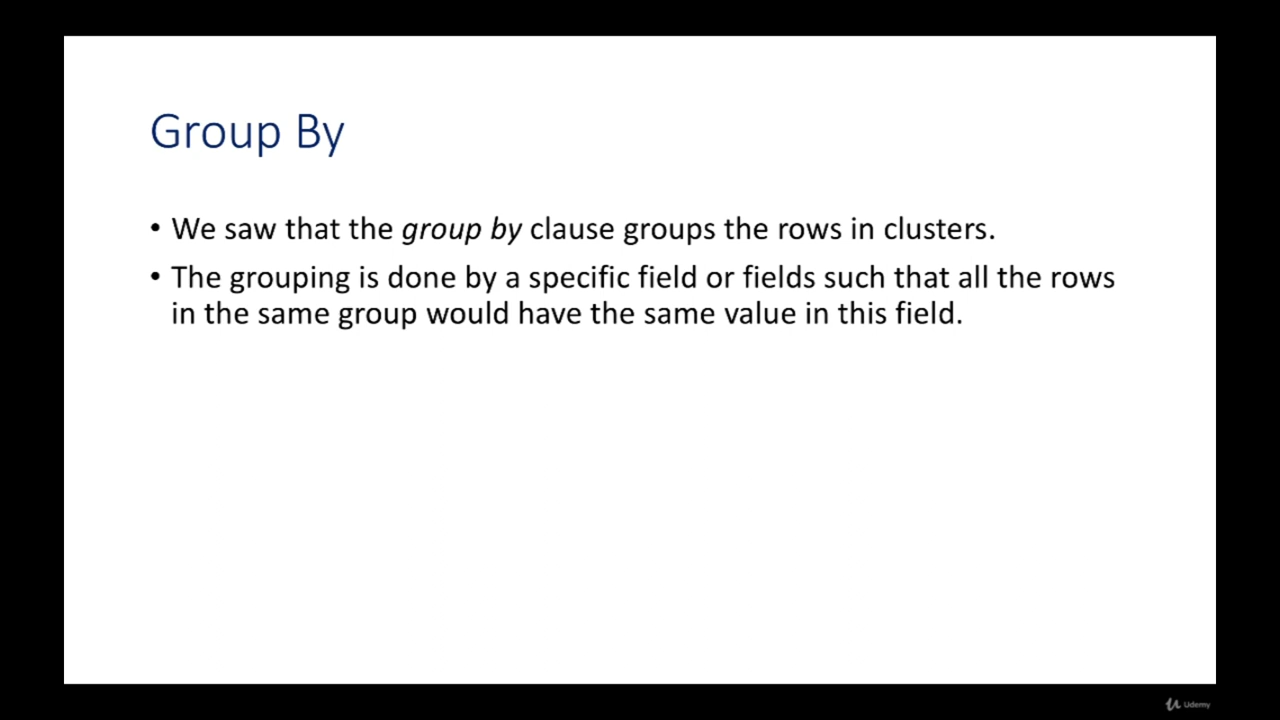 Group By
• We saw that the group by clause groups the rows in clusters.
• The grouping is done by a specific field or fields such that all the rows
in the same group would have the same value in this field.
Udemy